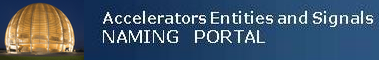 Accelerators Entities and Signals
NAMING PORTAL